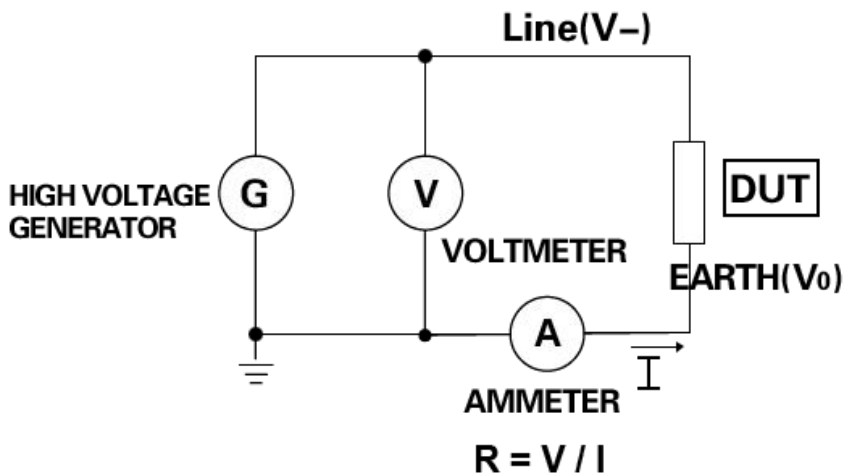 Line(V−)
HIGH VOLTAGE
GENERATOR
G
V
DUT
VOLTMETER
EARTH(V₀)
A
I
AMMETER
R = V / I